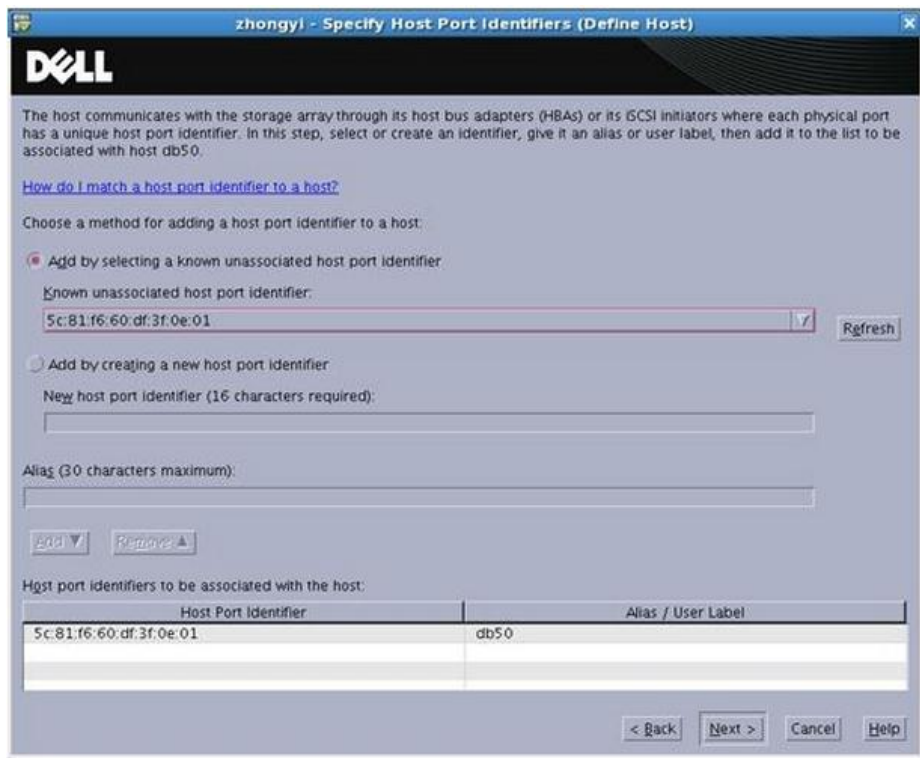 zhongyi - Specify Host Port Identifiers (Define Host)
DELL
The host communicates with the storage array through its host bus adapters (HBAs) or its iSCSI initiators where each physical port
has a unique host port identifier. In this step, select or create an identifier, give it an alias or user label, then add it to the list to be
associated with host db50.
How do I match a host port identifier to a host?
Choose a method for adding a host port identifier to a host:
Add by selecting a known unassociated host port identifier
Known unassociated host port identifier:
5c:81:f6:60:df:3f:0e:01
Refresh
Add by creating a new host port identifier
New host port identifier (16 characters required):
Alias (30 characters maximum):
Add ▼ Remove ▲
Host port identifiers to be associated with the host:
Host Port Identifier Alias / User Label
5c:81:f6:60:df:3f:0e:01 db50
< Back Next > Cancel Help